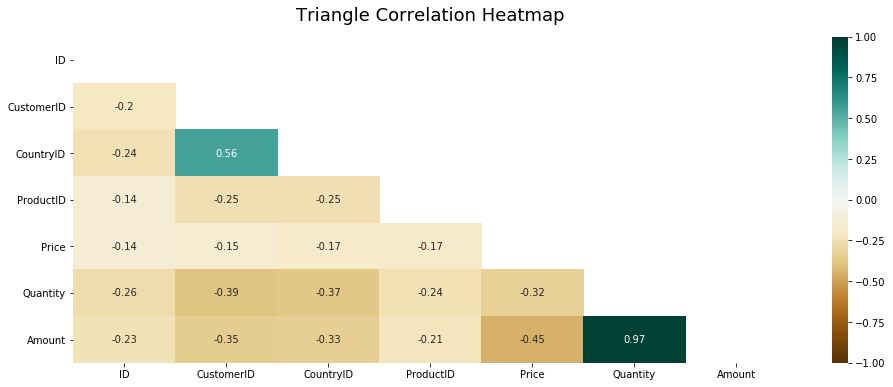 Triangle Correlation Heatmap
1.00
ID
0.75
CustomerID -0.2
0.50
CountryID -0.24 0.56
0.25
ProductID -0.14 -0.25 -0.25
0.00
Price -0.14 -0.15 -0.17 -0.17
−0.25
Quantity -0.26 -0.39 -0.37 -0.24 -0.32
−0.50
Amount -0.23 -0.35 -0.33 -0.21 -0.45 0.97
−0.75
−1.00
ID CustomerID CountryID ProductID Price Quantity Amount